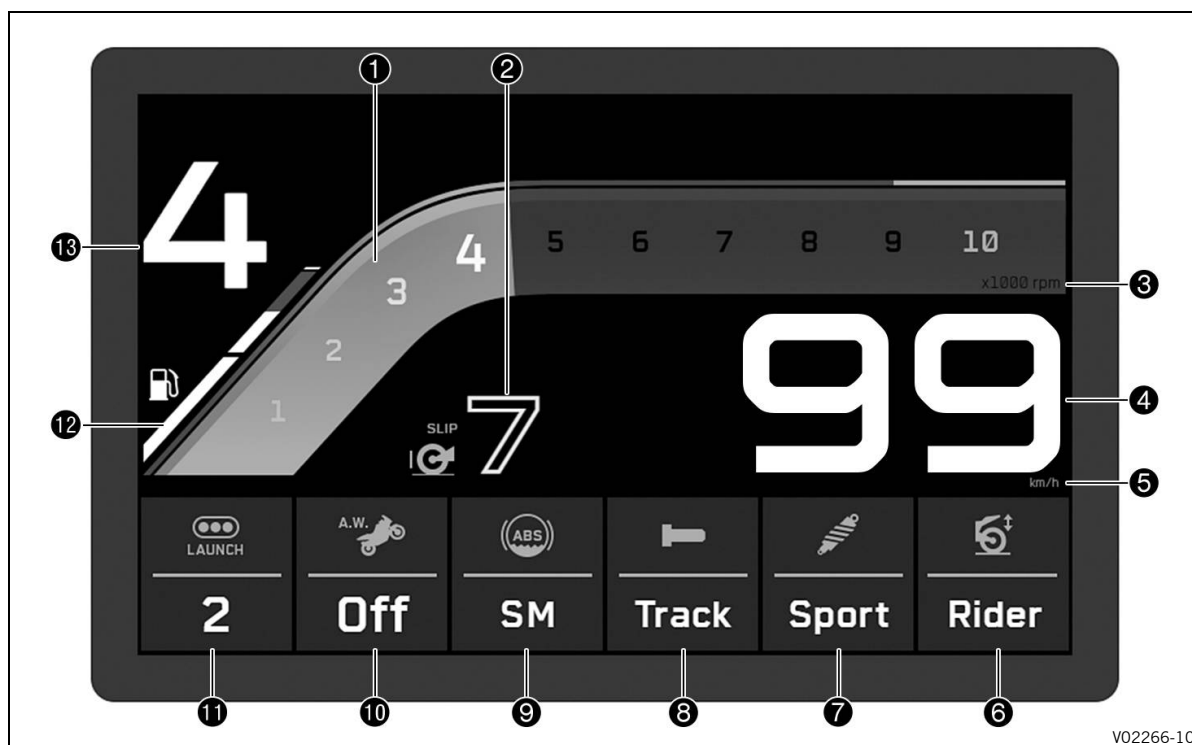 1 2
4
13
5 6 7 8 9 10
4
3
x1000 rpm 3
2
99 4
12
1
SLIP 7
km/h 5
LAUNCH A.W. ABS
2 Off SM Track Sport Rider
11 10 9 8 7 6
V02266-10